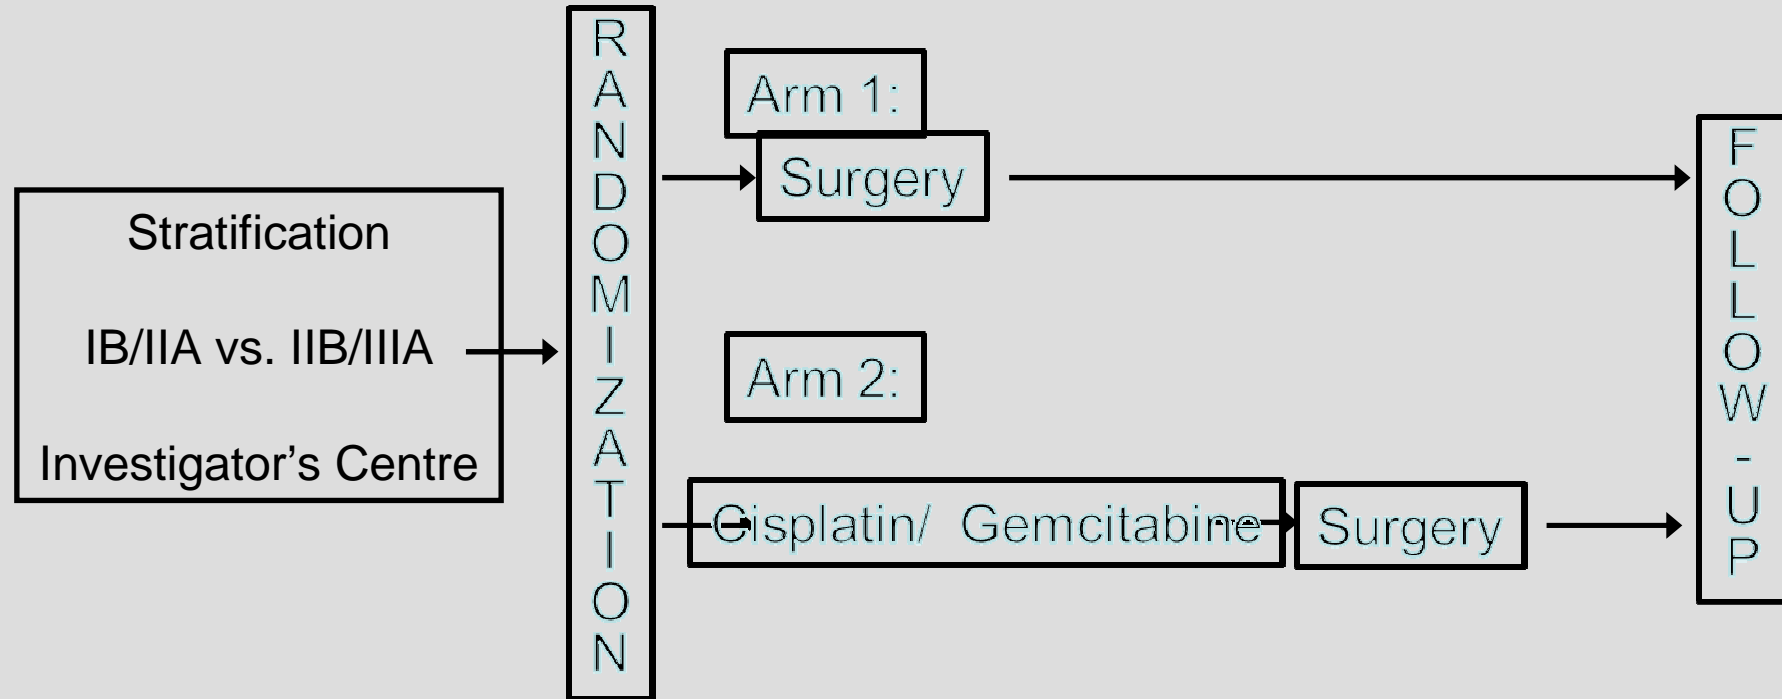 Stratification
IB/IIA vs. IIB/IIIA
Investigator's Centre
RANDOMIZATION
Arm 1:
Surgery
Arm 2:
Cisplatin/ Gemcitabine
Surgery
FOLLOW-UP